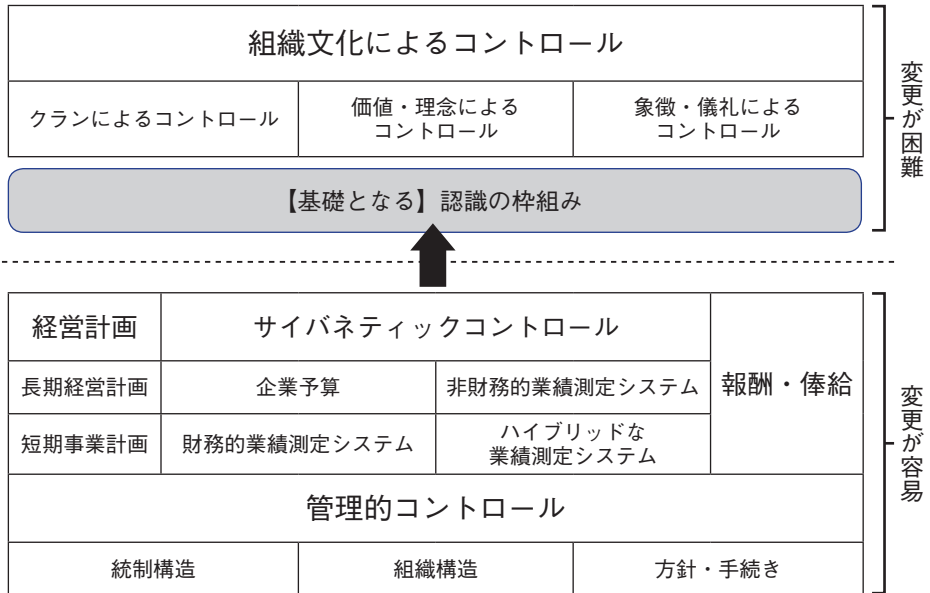 組織文化によるコントロール
クランによるコントロール
価値・理念による
コントロール
象徴・儀礼による
コントロール
変更が困難
【基礎となる】認識の枠組み
経営計画
サイバネティックコントロール
報酬・俸給
長期経営計画
企業予算
非財務的業績測定システム
短期事業計画
財務的業績測定システム
ハイブリッドな
業績測定システム
変更が容易
管理的コントロール
統制構造
組織構造
方針・手続き